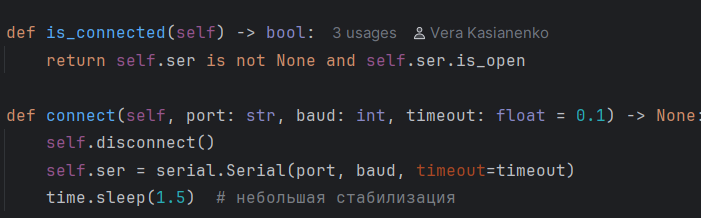 def is_connected(self) -> bool: 3 usages Vera Kasianenko
return self.ser is not None and self.ser.is_open
def connect(self, port: str, baud: int, timeout: float = 0.1) -> None:
self.disconnect()
self.ser = serial.Serial(port, baud, timeout=timeout)
time.sleep(1.5) # небольшая стабилизация